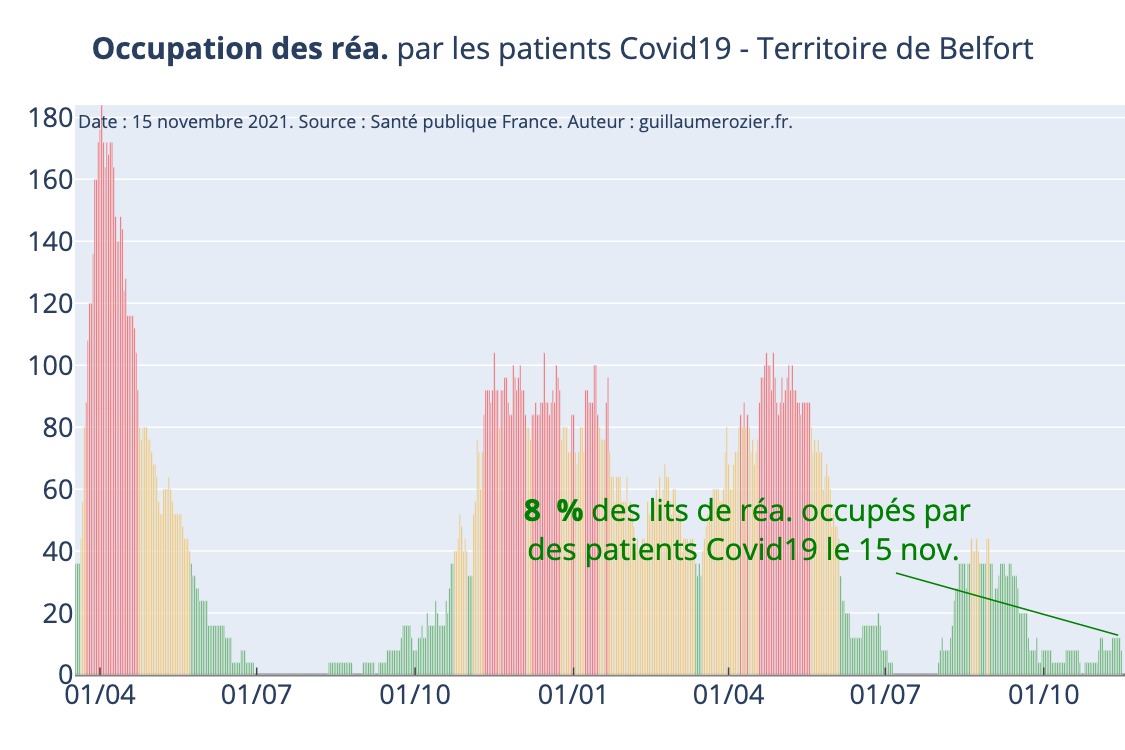 Occupation des réa. par les patients Covid19 - Territoire de Belfort
180
Date : 15 novembre 2021. Source : Santé publique France. Auteur : guillaumerozier.fr.
160
140
120
100
80
60
8 % des lits de réa. occupés par
des patients Covid19 le 15 nov.
40
20
0
01/04 01/07 01/10 01/01 01/04 01/07 01/10